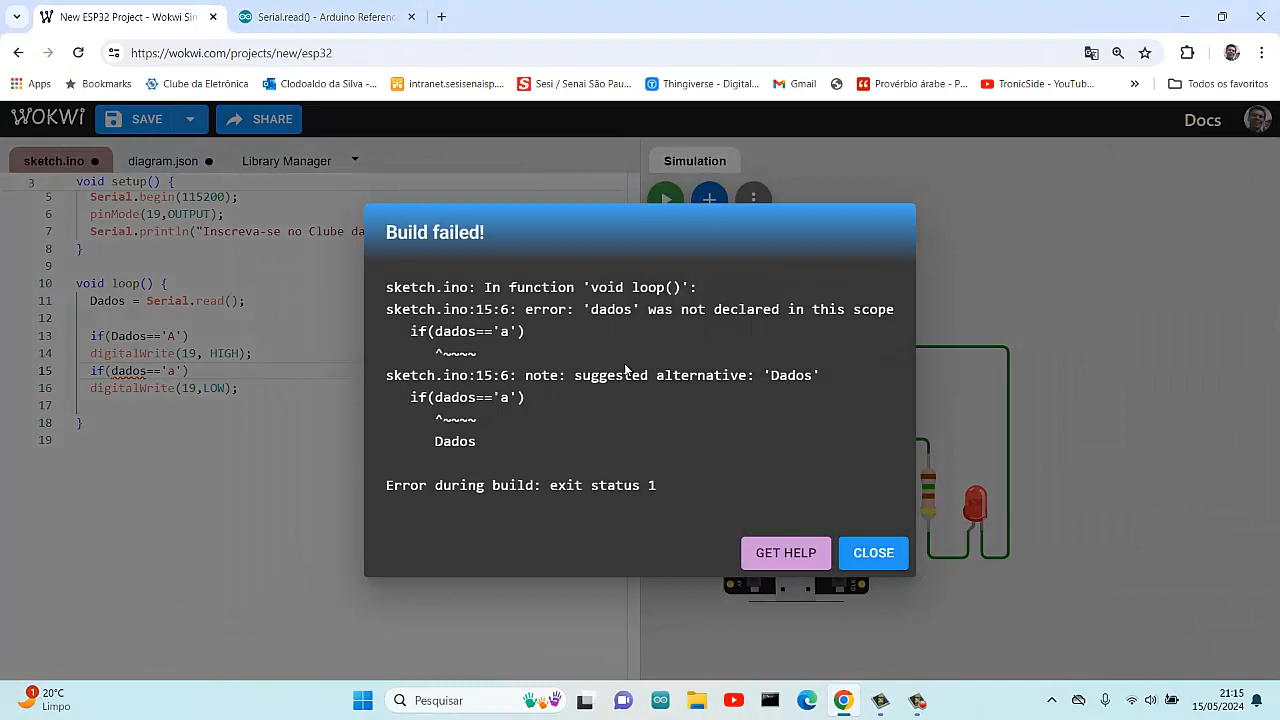 New ESP32 Project - Wokwi Sim
Serial.read() - Arduino Referenc
https://wokwi.com/projects/new/esp32
Apps
Bookmarks
Clube da Eletrônica
Clodoaldo da Silva -...
intranet.sesisenaisp...
Sesi / Senai São Pau...
Thingiverse - Digital...
Gmail
Provérbio árabe - P...
TronicSide - YouTub...
Todos os favoritos
WOKWi
SAVE
SHARE
Docs
sketch.ino
diagram.json
Library Manager
Simulation
3 void setup() {
5 Serial.begin(115200);
6 pinMode(19,OUTPUT);
7 Serial.println("Inscreva-se no Clube da
8 }
9
10 void loop() {
11 Dados = Serial.read();
12
13 if(Dados=='A')
14 digitalWrite(19, HIGH);
15 if(dados=='a')
16 digitalWrite(19,LOW);
17
18 }
19
Build failed!
sketch.ino: In function 'void loop()':
sketch.ino:15:6: error: 'dados' was not declared in this scope
if(dados=='a')
^~~~~
sketch.ino:15:6: note: suggested alternative: 'Dados'
if(dados=='a')
^~~~~
Dados
Error during build: exit status 1
GET HELP
CLOSE
1
20°C
Limpo
Pesquisar
21:15
15/05/2024